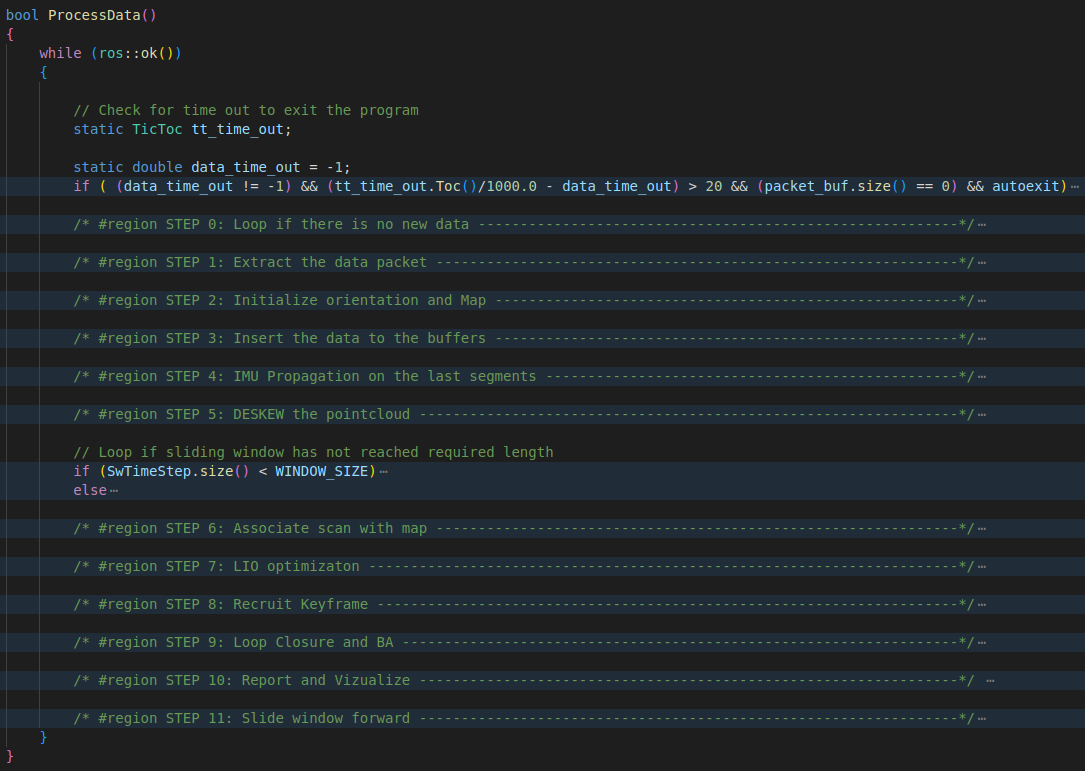 bool ProcessData()
{
    while (ros::ok())
    {
        // Check for time out to exit the program
        static TicToc tt_time_out;
        static double data_time_out = -1;
        if ( (data_time_out != -1) && (tt_time_out.Toc()/1000.0 - data_time_out) > 20 && (packet_buf.size() == 0) && autoexit)⋯
        /* #region STEP 0: Loop if there is no new data ---------------------------------------------------------*/⋯
        /* #region STEP 1: Extract the data packet --------------------------------------------------------------*/⋯
        /* #region STEP 2: Initialize orientation and Map -------------------------------------------------------*/⋯
        /* #region STEP 3: Insert the data to the buffers -------------------------------------------------------*/⋯
        /* #region STEP 4: IMU Propagation on the last segments -------------------------------------------------*/⋯
        /* #region STEP 5: DESKEW the pointcloud ----------------------------------------------------------------*/⋯
        // Loop if sliding window has not reached required length
        if (SwTimeStep.size() < WINDOW_SIZE)⋯
        else⋯
        /* #region STEP 6: Associate scan with map --------------------------------------------------------------*/⋯
        /* #region STEP 7: LIO optimizaton ----------------------------------------------------------------------*/⋯
        /* #region STEP 8: Recruit Keyframe ---------------------------------------------------------------------*/⋯
        /* #region STEP 9: Loop Closure and BA ------------------------------------------------------------------*/⋯
        /* #region STEP 10: Report and Vizualize ----------------------------------------------------------------*/ ⋯
        /* #region STEP 11: Slide window forward ----------------------------------------------------------------*/⋯
    }
}